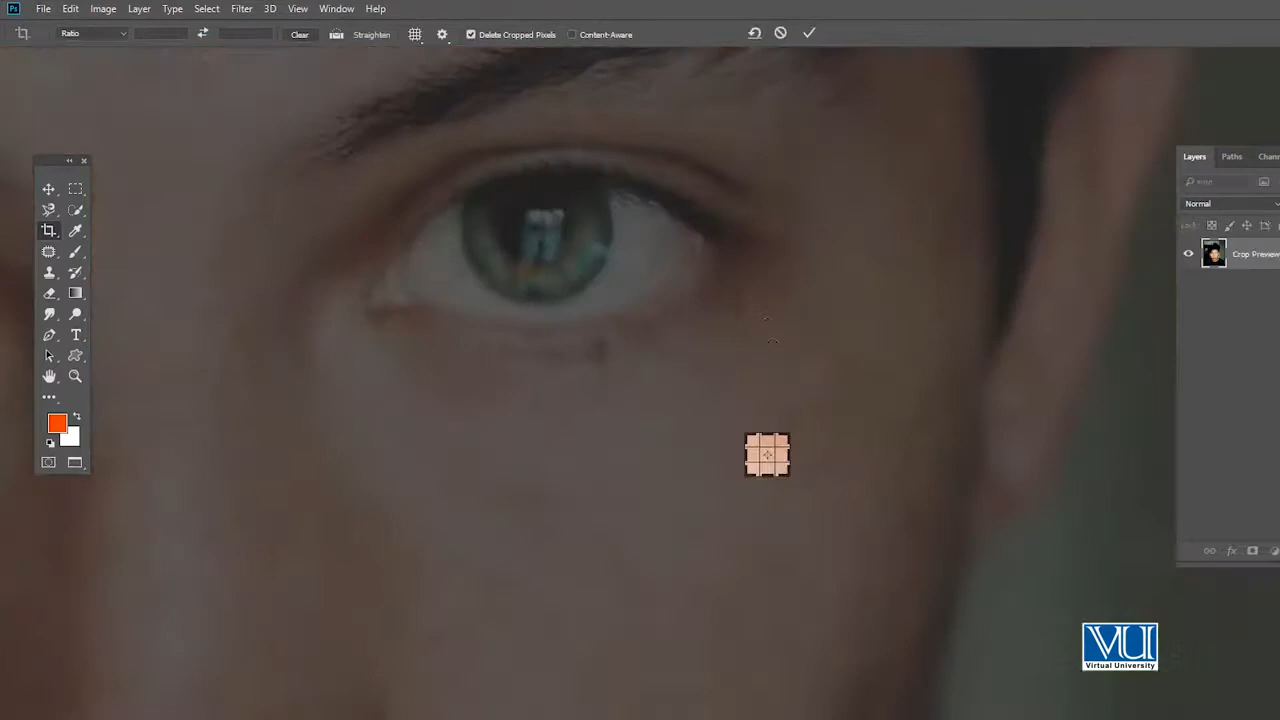 Ps File Edit Image Layer Type Select Filter 3D View Window Help
Ratio Clear Straighten Delete Cropped Pixels Content-Aware
Layers Paths Chann
Normal
Crop Preview
T
VU
Virtual University